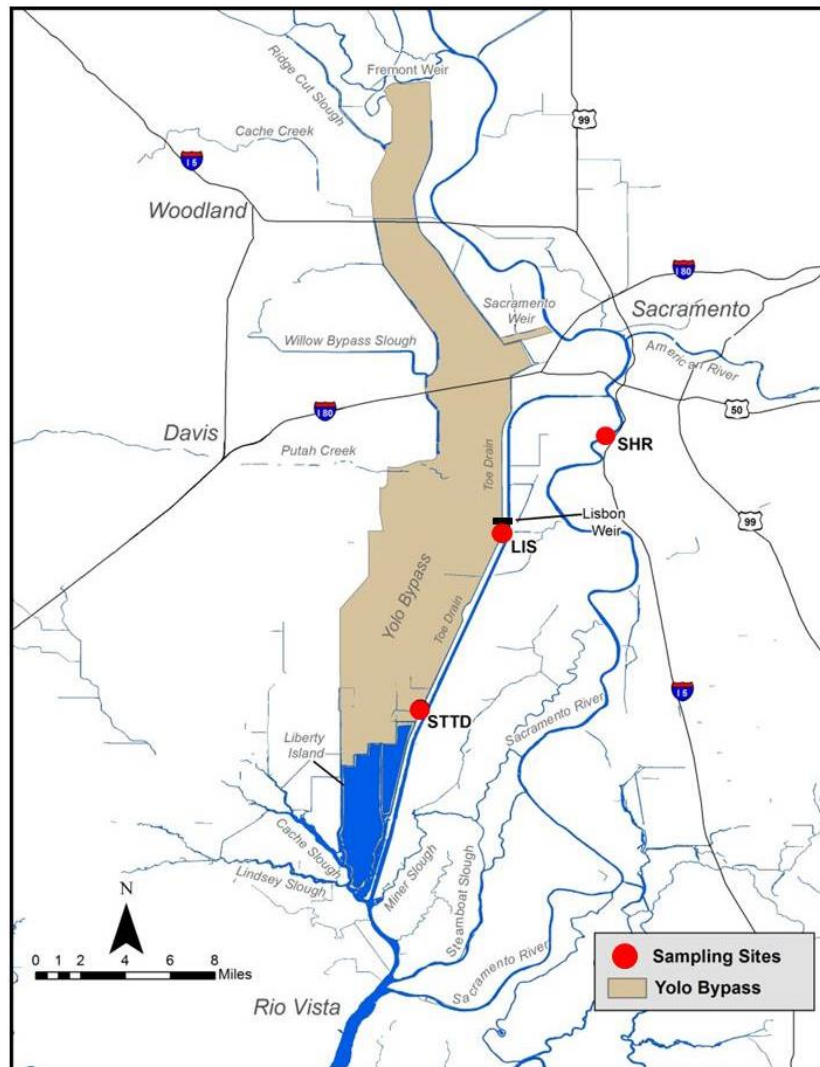 Ridge Cut Slough
Fremont Weir
99
Cache Creek
I 5
Woodland
I 80
Sacramento
Weir
Sacramento
Willow Bypass Slough
American River
I 80
50
Davis
SHR
Putah Creek
Toe Drain
Lisbon
Weir
99
LIS
Yolo Bypass
Toe Drain
I 5
STTD
Sacramento River
Liberty
Island
Cache Slough
Lindsey Slough
Miner Slough
Steamboat Slough
N
0 1 2 4 6 8
Miles
Sacramento River
Rio Vista
Sampling Sites
Yolo Bypass